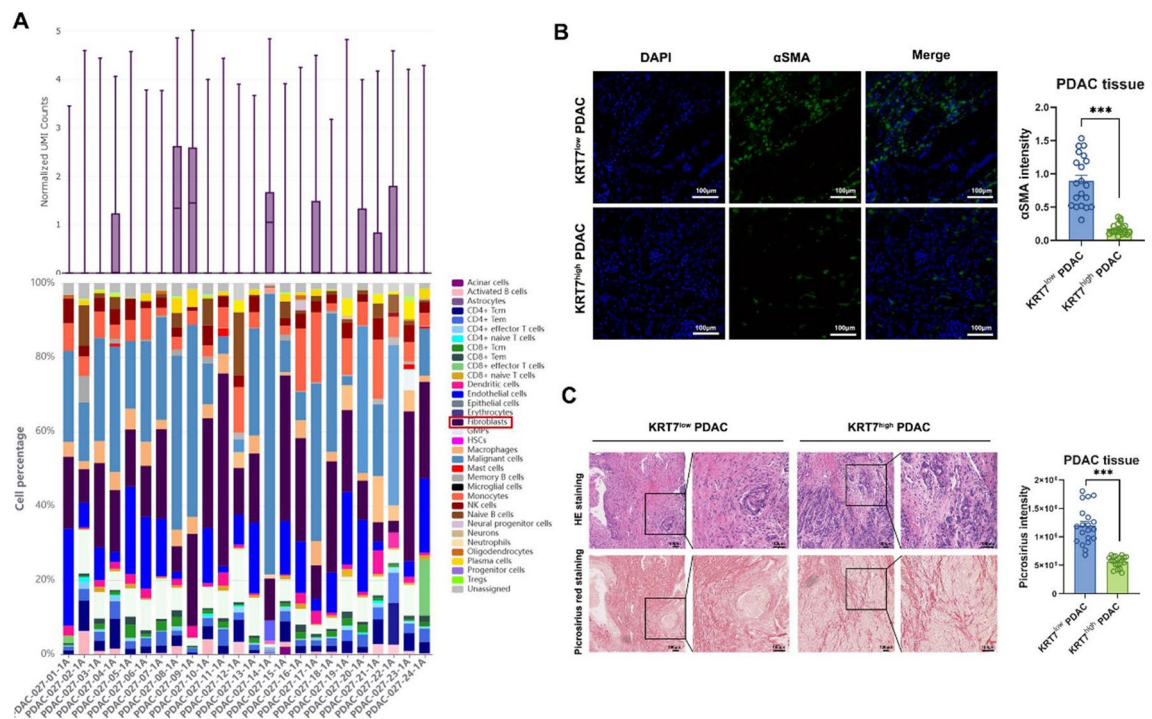 A
5
4
3
2
1
0
Normalized UMI Counts
100%
80%
60%
40%
20%
0%
Cell percentage
PDAC-027-02-1A
PDAC-027-03-1A
PDAC-027-04-1A
PDAC-027-05-1A
PDAC-027-06-1A
PDAC-027-07-1A
PDAC-027-08-1A
PDAC-027-09-1A
PDAC-027-10-1A
PDAC-027-11-1A
PDAC-027-12-1A
PDAC-027-13-1A
PDAC-027-14-1A
PDAC-027-15-1A
PDAC-027-16-1A
PDAC-027-17-1A
PDAC-027-18-1A
PDAC-027-19-1A
PDAC-027-20-1A
PDAC-027-21-1A
PDAC-027-22-1A
PDAC-027-23-1A
PDAC-027-24-1A
Acinar cells
Activated B cells
Astrocytes
CD4+ Tcm
CD4+ Tem
CD4+ effector T cells
CD4+ naive T cells
CD8+ Tcm
CD8+ Tem
CD8+ effector T cells
CD8+ naive T cells
Dendritic cells
Endothelial cells
Epithelial cells
Erythrocytes
Fibroblasts
GMPs
HSCs
Macrophages
Malignant cells
Mast cells
Memory B cells
Microglial cells
Monocytes
NK cells
Naive B cells
Neural progenitor cells
Neurons
Neutrophils
Oligodendrocytes
Plasma cells
Progenitor cells
Tregs
Unassigned
B
DAPI
αSMA
Merge
KRT7low PDAC
KRT7high PDAC
100μm
100μm
100μm
100μm
100μm
100μm
PDAC tissue
***
2.0
1.5
1.0
0.5
0.0
αSMA intensity
KRT7low PDAC
KRT7high PDAC
C
KRT7low PDAC
KRT7high PDAC
HE staining
Picrosirius red staining
PDAC tissue
***
Picrosirius intensity
0
KRT7low PDAC
KRT7high PDAC